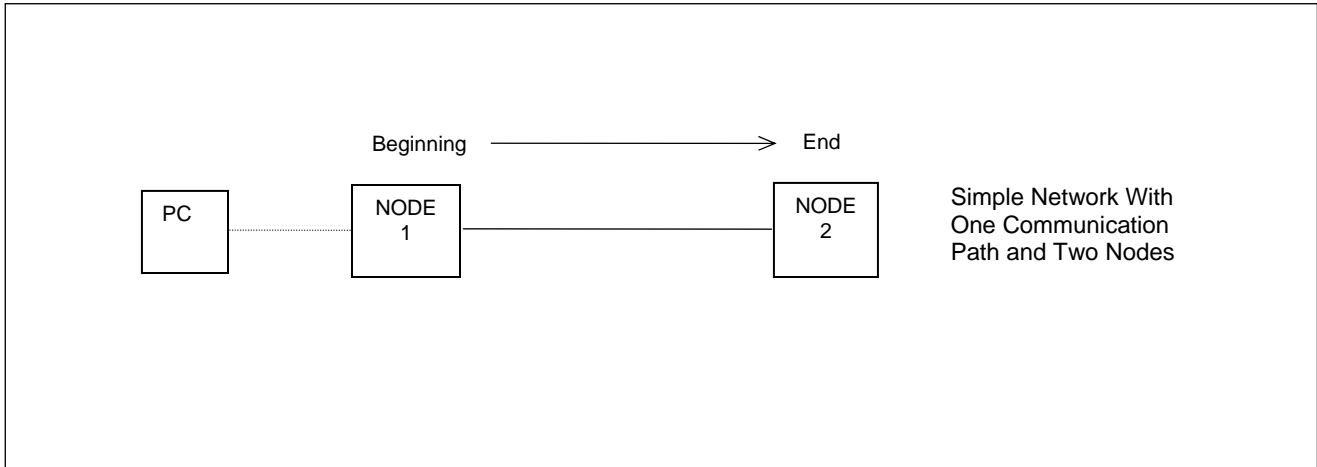 Beginning
End
PC
NODE
1
NODE
2
Simple Network With
One Communication
Path and Two Nodes